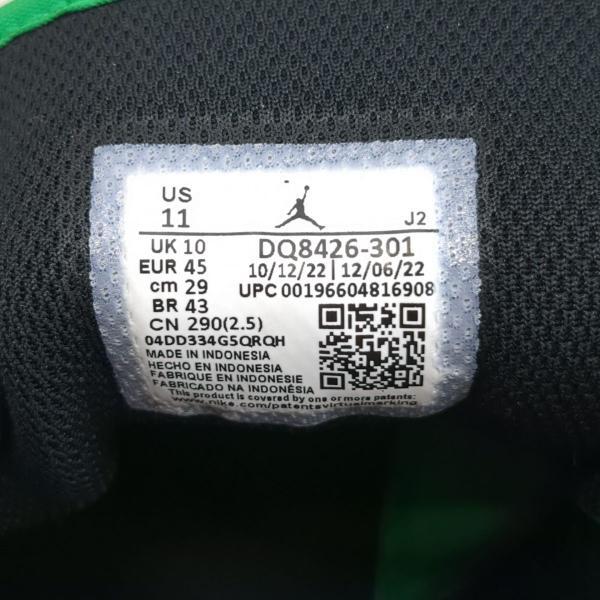 US
11
J2
UK 10
EUR 45
cm 29
BR 43
CN 290(2.5)
DQ8426-301
10/12/22 | 12/06/22
UPC 00196604816908
04DD334G5QRQH
MADE IN INDONESIA
HECHO EN INDONESIA
FABRIQUE EN INDONESIE
FABRICADO NA INDONÉSIA
This product is covered by one or more patents:
www.nike.com/patentsvirtualmarking